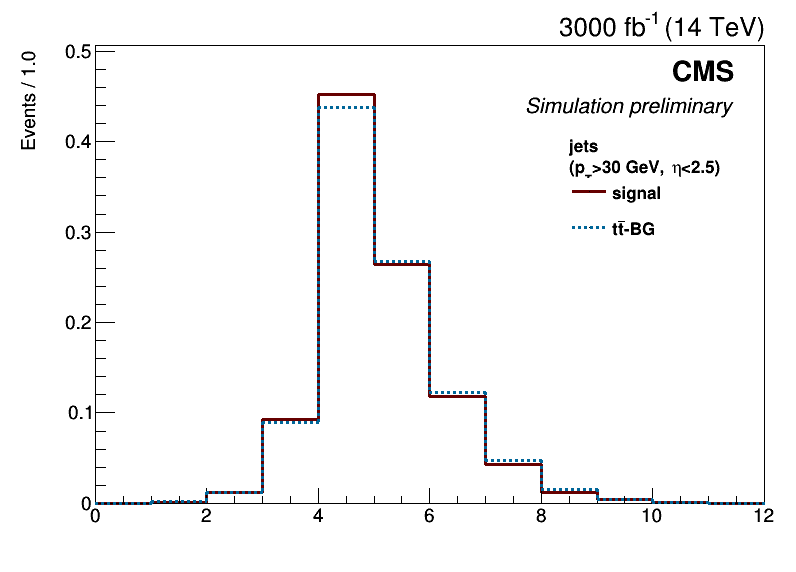 3000 fb⁻¹ (14 TeV)
Events / 1.0
CMS
Simulation preliminary
jets
(p_T>30 GeV, η<2.5)
signal
tt̄-BG
0.5
0.4
0.3
0.2
0.1
0
0 2 4 6 8 10 12